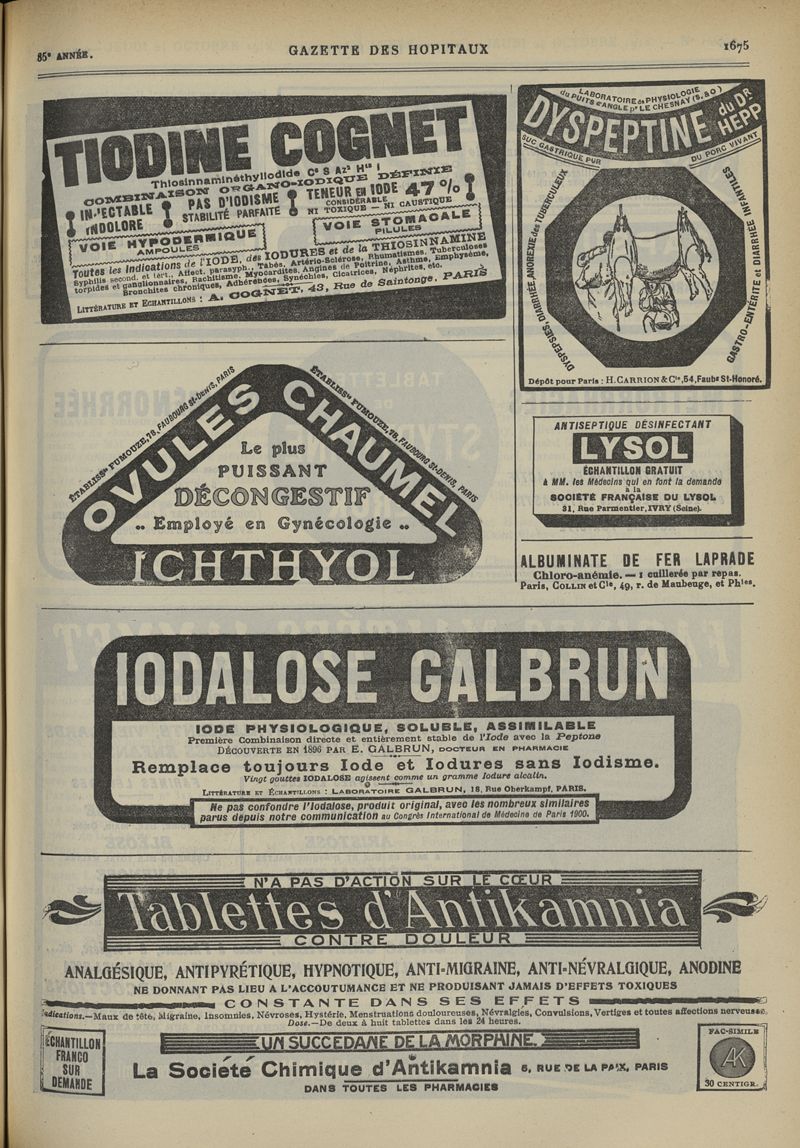 85e ANNÉE.
GAZETTE DES HOPITAUX
1675
TIODINE COGNET
Thiosinnaminéthyliodide C6 S Az2 H13 I
COMBINAISON ORGANO-IODIQUE DÉFINIE
INJECTABLE
INDOLORE
PAS D'IODISME
STABILITÉ PARFAITE
TENEUR EN IODE 47 %
CONSIDÉRABLE
NI TOXIQUE - NI CAUSTIQUE
VOIE HYPODERMIQUE
AMPOULES
VOIE STOMACALE
PILULES
Toutes les Indications de l'IODE, des IODURES et de la THIOSINNAMINE
Syphilis second. et tert., Affect. parasyph., Tabès, Artério-Sclérose, Rhumatismes, Tuberculoses
torpides et ganglionnaires, Rachitisme, Myocardites, Angines de Poitrine, Asthme, Emphysème,
Bronchites chroniques, Adhérences, Synéchies, Cicatrices, Néphrites, etc.
LITTÉRATURE ET ECHANTILLONS : A. COGNET, 43, Rue de Saintonge, PARIS
LABORATOIRE de PHYSIOLOGIE
du PUITS d'ANGLE pr LE CHESNAY (S.&O)
DYSPEPTINE du DR HEPP
SUC GASTRIQUE PUR
DU PORC VIVANT
DYSPEPSIES, DIARRHÉE, ANOREXIE des TUBERCULEUX
GASTRO-ENTÉRITE et DIARRHÉE INFANTILES
Dépôt pour Paris : H. CARRION & Cie, 54, Faubg St-Honoré.
ÉTABLISSts FUMOUZE, 78, FAUBOURG St-DENIS, PARIS
ÉTABLISSts FUMOUZE, 78, FAUBOURG St-DENIS, PARIS
OVULES CHAUMEL
Le plus
PUISSANT
DÉCONGESTIF
.. Employé en Gynécologie ..
ICHTHYOL
ANTISEPTIQUE DÉSINFECTANT
LYSOL
ÉCHANTILLON GRATUIT
à MM. les Médecins qui en font la demande
à la
SOCIÉTÉ FRANÇAISE DU LYSOL
31, Rue Parmentier, IVRY (Seine).
ALBUMINATE DE FER LAPRADE
Chloro-anémie. — 1 cuillerée par repas.
Paris, COLLIN et Cie, 49, r. de Maubeuge, et Phies.
IODALOSE GALBRUN
IODE PHYSIOLOGIQUE, SOLUBLE, ASSIMILABLE
Première Combinaison directe et entièrement stable de l'Iode avec la Peptone
DÉCOUVERTE EN 1896 PAR E. GALBRUN, DOCTEUR EN PHARMACIE
Remplace toujours Iode et Iodures sans Iodisme.
Vingt gouttes IODALOSE agissent comme un gramme Iodure alcalin.
LITTÉRATURE ET ÉCHANTILLONS : LABORATOIRE GALBRUN, 18, Rue Oberkampf, PARIS.
Ne pas confondre l'Iodalose, produit original, avec les nombreux similaires
parus depuis notre communication au Congrès International de Médecine de Paris 1900.
N'A PAS D'ACTION SUR LE CŒUR
Tablettes d'Antikamnia
CONTRE DOULEUR
ANALGÉSIQUE, ANTIPYRÉTIQUE, HYPNOTIQUE, ANTI-MIGRAINE, ANTI-NÉVRALGIQUE, ANODINE
NE DONNANT PAS LIEU A L'ACCOUTUMANCE ET NE PRODUISANT JAMAIS D'EFFETS TOXIQUES
CONSTANTE DANS SES EFFETS
Indications.—Maux de tête, Migraine, Insomnies, Névroses, Hystérie, Menstruations douloureuses, Névralgies, Convulsions, Vertiges et toutes affections nerveuses.
Dose.—De deux à huit tablettes dans les 24 heures.
ÉCHANTILLON
FRANCO
SUR
DEMANDE
UN SUCCÉDANÉ DE LA MORPHINE.
La Société Chimique d'Antikamnia 5, RUE DE LA PAIX, PARIS
DANS TOUTES LES PHARMACIES
FAC-SIMILE
AK
30 CENTIGR.